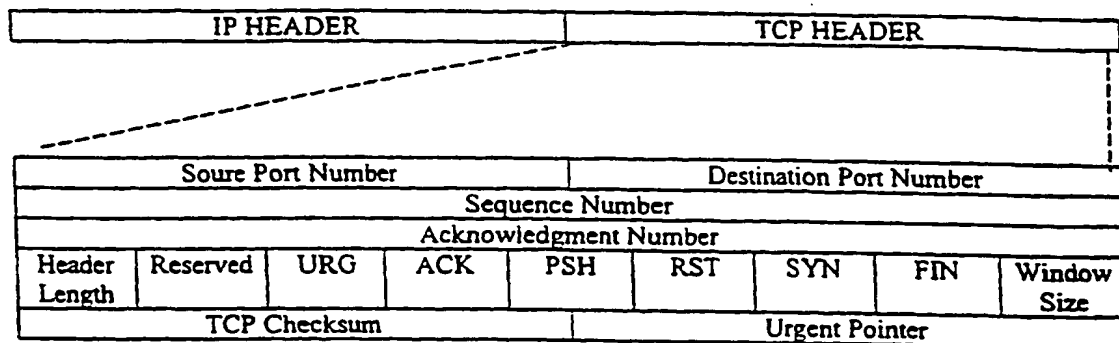 IP HEADER TCP HEADER
Soure Port Number Destination Port Number
Sequence Number
Acknowledgment Number
Header Length Reserved URG ACK PSH RST SYN FIN Window Size
TCP Checksum Urgent Pointer